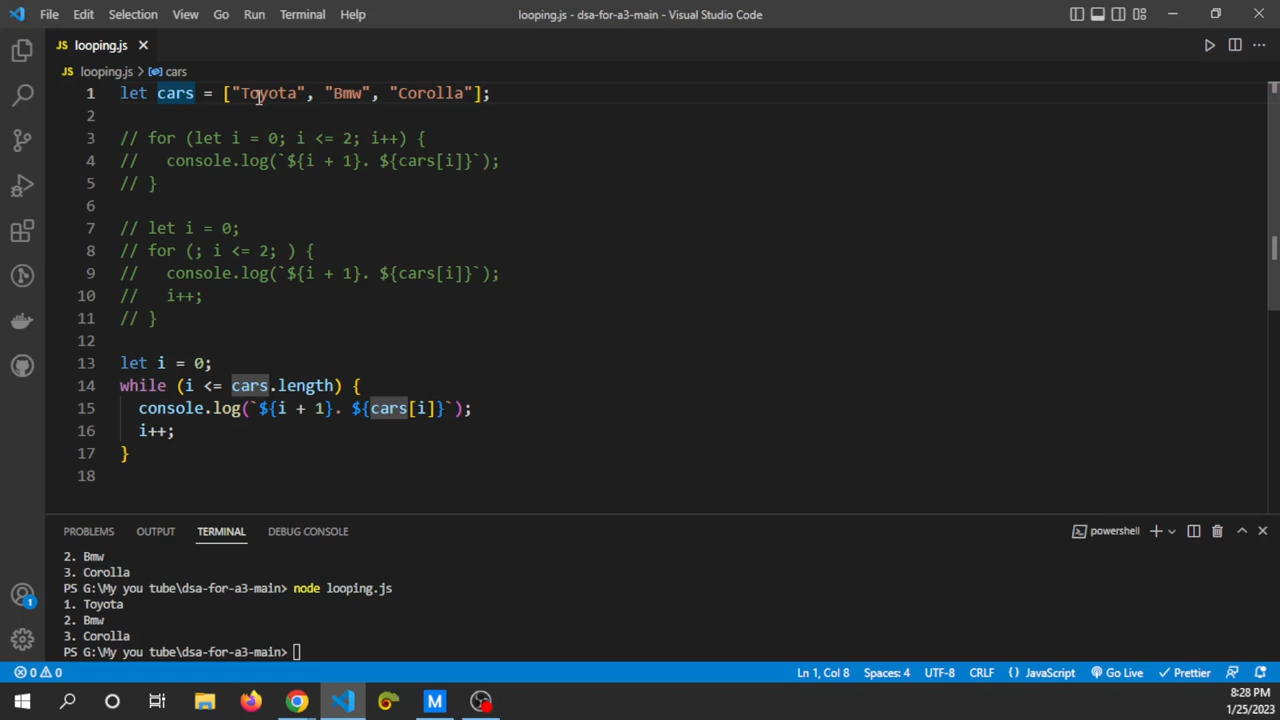 File Edit Selection View Go Run Terminal Help looping.js - dsa-for-a3-main - Visual Studio Code
JS looping.js
JS looping.js > cars
1 let cars = ["Toyota", "Bmw", "Corolla"];
2
3 // for (let i = 0; i <= 2; i++) {
4 //   console.log(`${i + 1}. ${cars[i]}`);
5 // }
6
7 // let i = 0;
8 // for (; i <= 2; ) {
9 //   console.log(`${i + 1}. ${cars[i]}`);
10 //   i++;
11 // }
12
13 let i = 0;
14 while (i <= cars.length) {
15   console.log(`${i + 1}. ${cars[i]}`);
16   i++;
17 }
18
PROBLEMS OUTPUT TERMINAL DEBUG CONSOLE powershell
2. Bmw
3. Corolla
PS G:\My you tube\dsa-for-a3-main> node looping.js
1. Toyota
2. Bmw
3. Corolla
PS G:\My you tube\dsa-for-a3-main>
1
0 0 Ln 1, Col 8 Spaces: 4 UTF-8 CRLF {} JavaScript Go Live Prettier
M
8:28 PM
1/25/2023